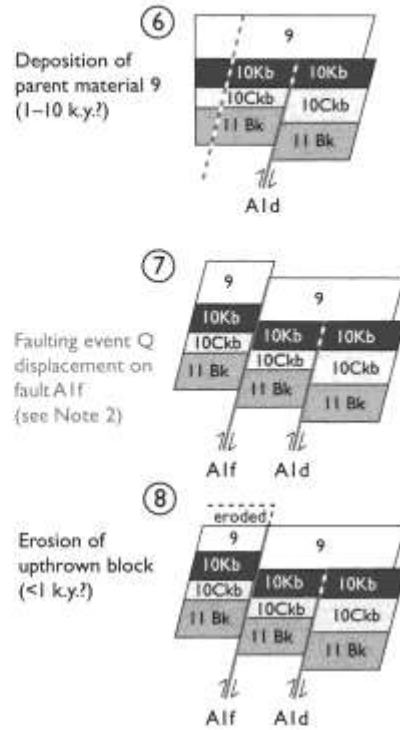 6
Deposition of
parent material 9
(1–10 k.y.?)
9
10Kb 10Kb
10Ckb 10Ckb
11 Bk 11 Bk
A1d
7
Faulting event Q
displacement on
fault A1f
(see Note 2)
9
9
10Kb
10Ckb 10Kb 10Kb
11 Bk 10Ckb 10Ckb
11 Bk 11 Bk
A1f A1d
8
Erosion of
upthrown block
(<1 k.y.?)
eroded
9 9
10Kb
10Ckb 10Kb 10Kb
11 Bk 10Ckb 10Ckb
11 Bk 11 Bk
A1f A1d